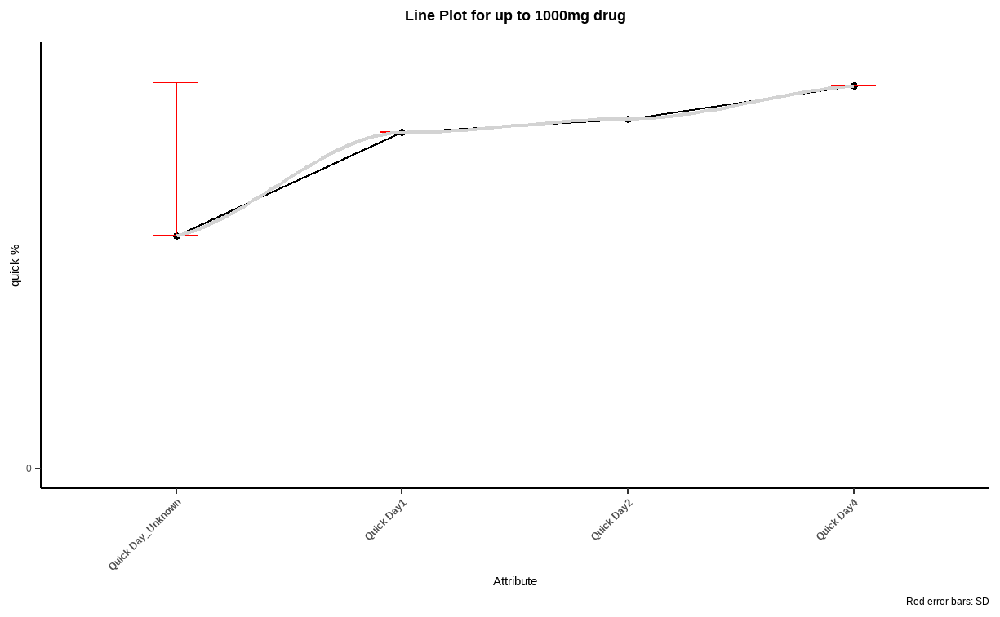 Line Plot for up to 1000mg drug
quick %
0
Quick Day_Unknown
Quick Day1
Quick Day2
Quick Day4
Attribute
Red error bars: SD